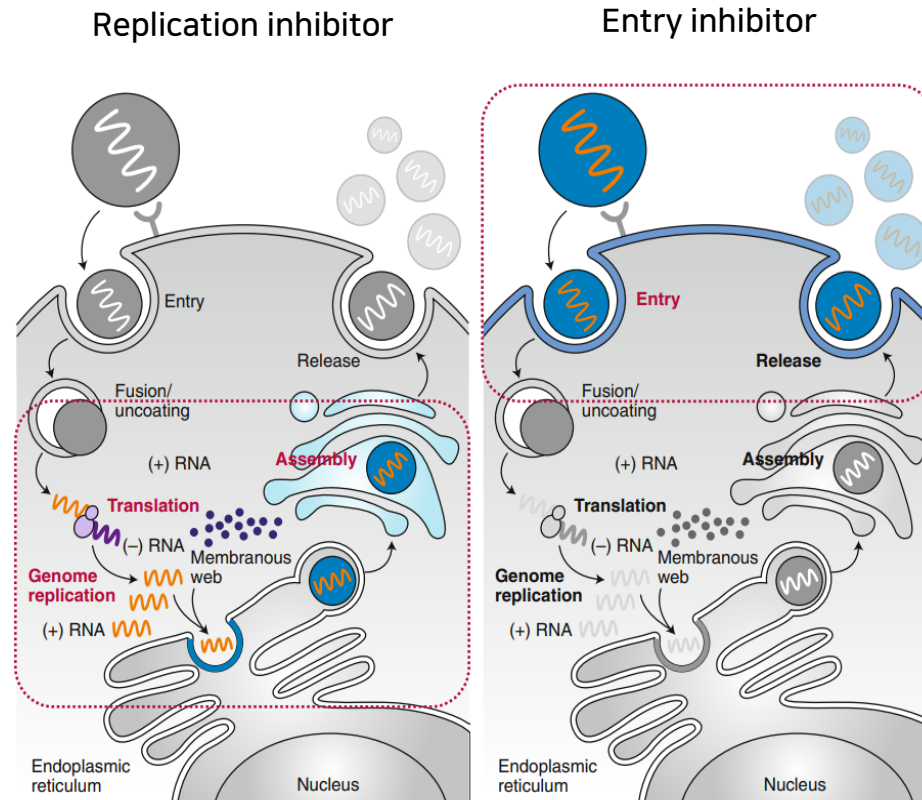 Replication inhibitor
Entry
Release
Fusion/
uncoating
(+) RNA
Assembly
Translation
(–) RNA
Membranous
web
Genome
replication
(+) RNA
Endoplasmic
reticulum
Nucleus
Entry inhibitor
Entry
Release
Fusion/
uncoating
(+) RNA
Assembly
Translation
(–) RNA
Membranous
web
Genome
replication
(+) RNA
Endoplasmic
reticulum
Nucleus